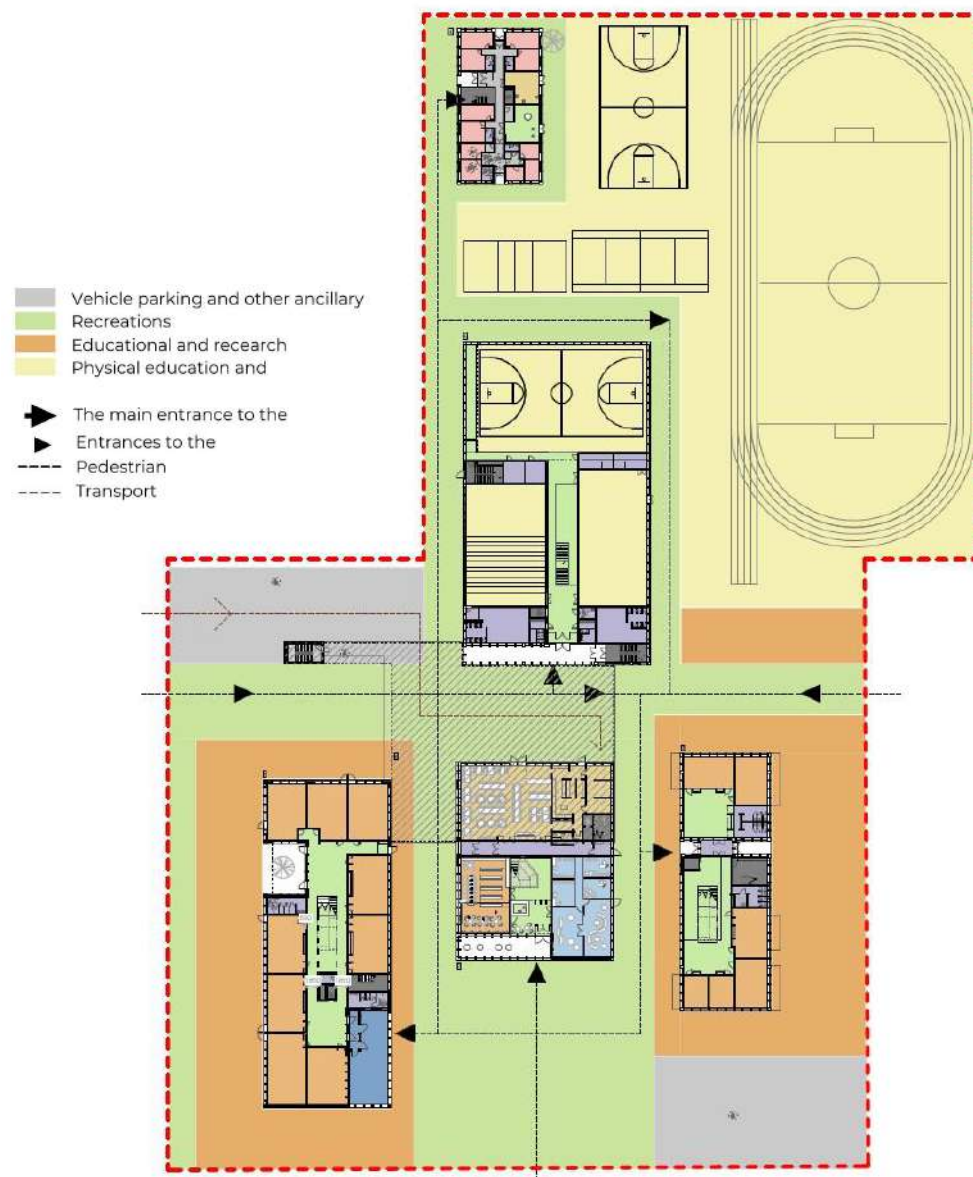 Vehicle parking and other ancillary
Recreations
Educational and recearch
Physical education and
The main entrance to the
Entrances to the
Pedestrian
Transport